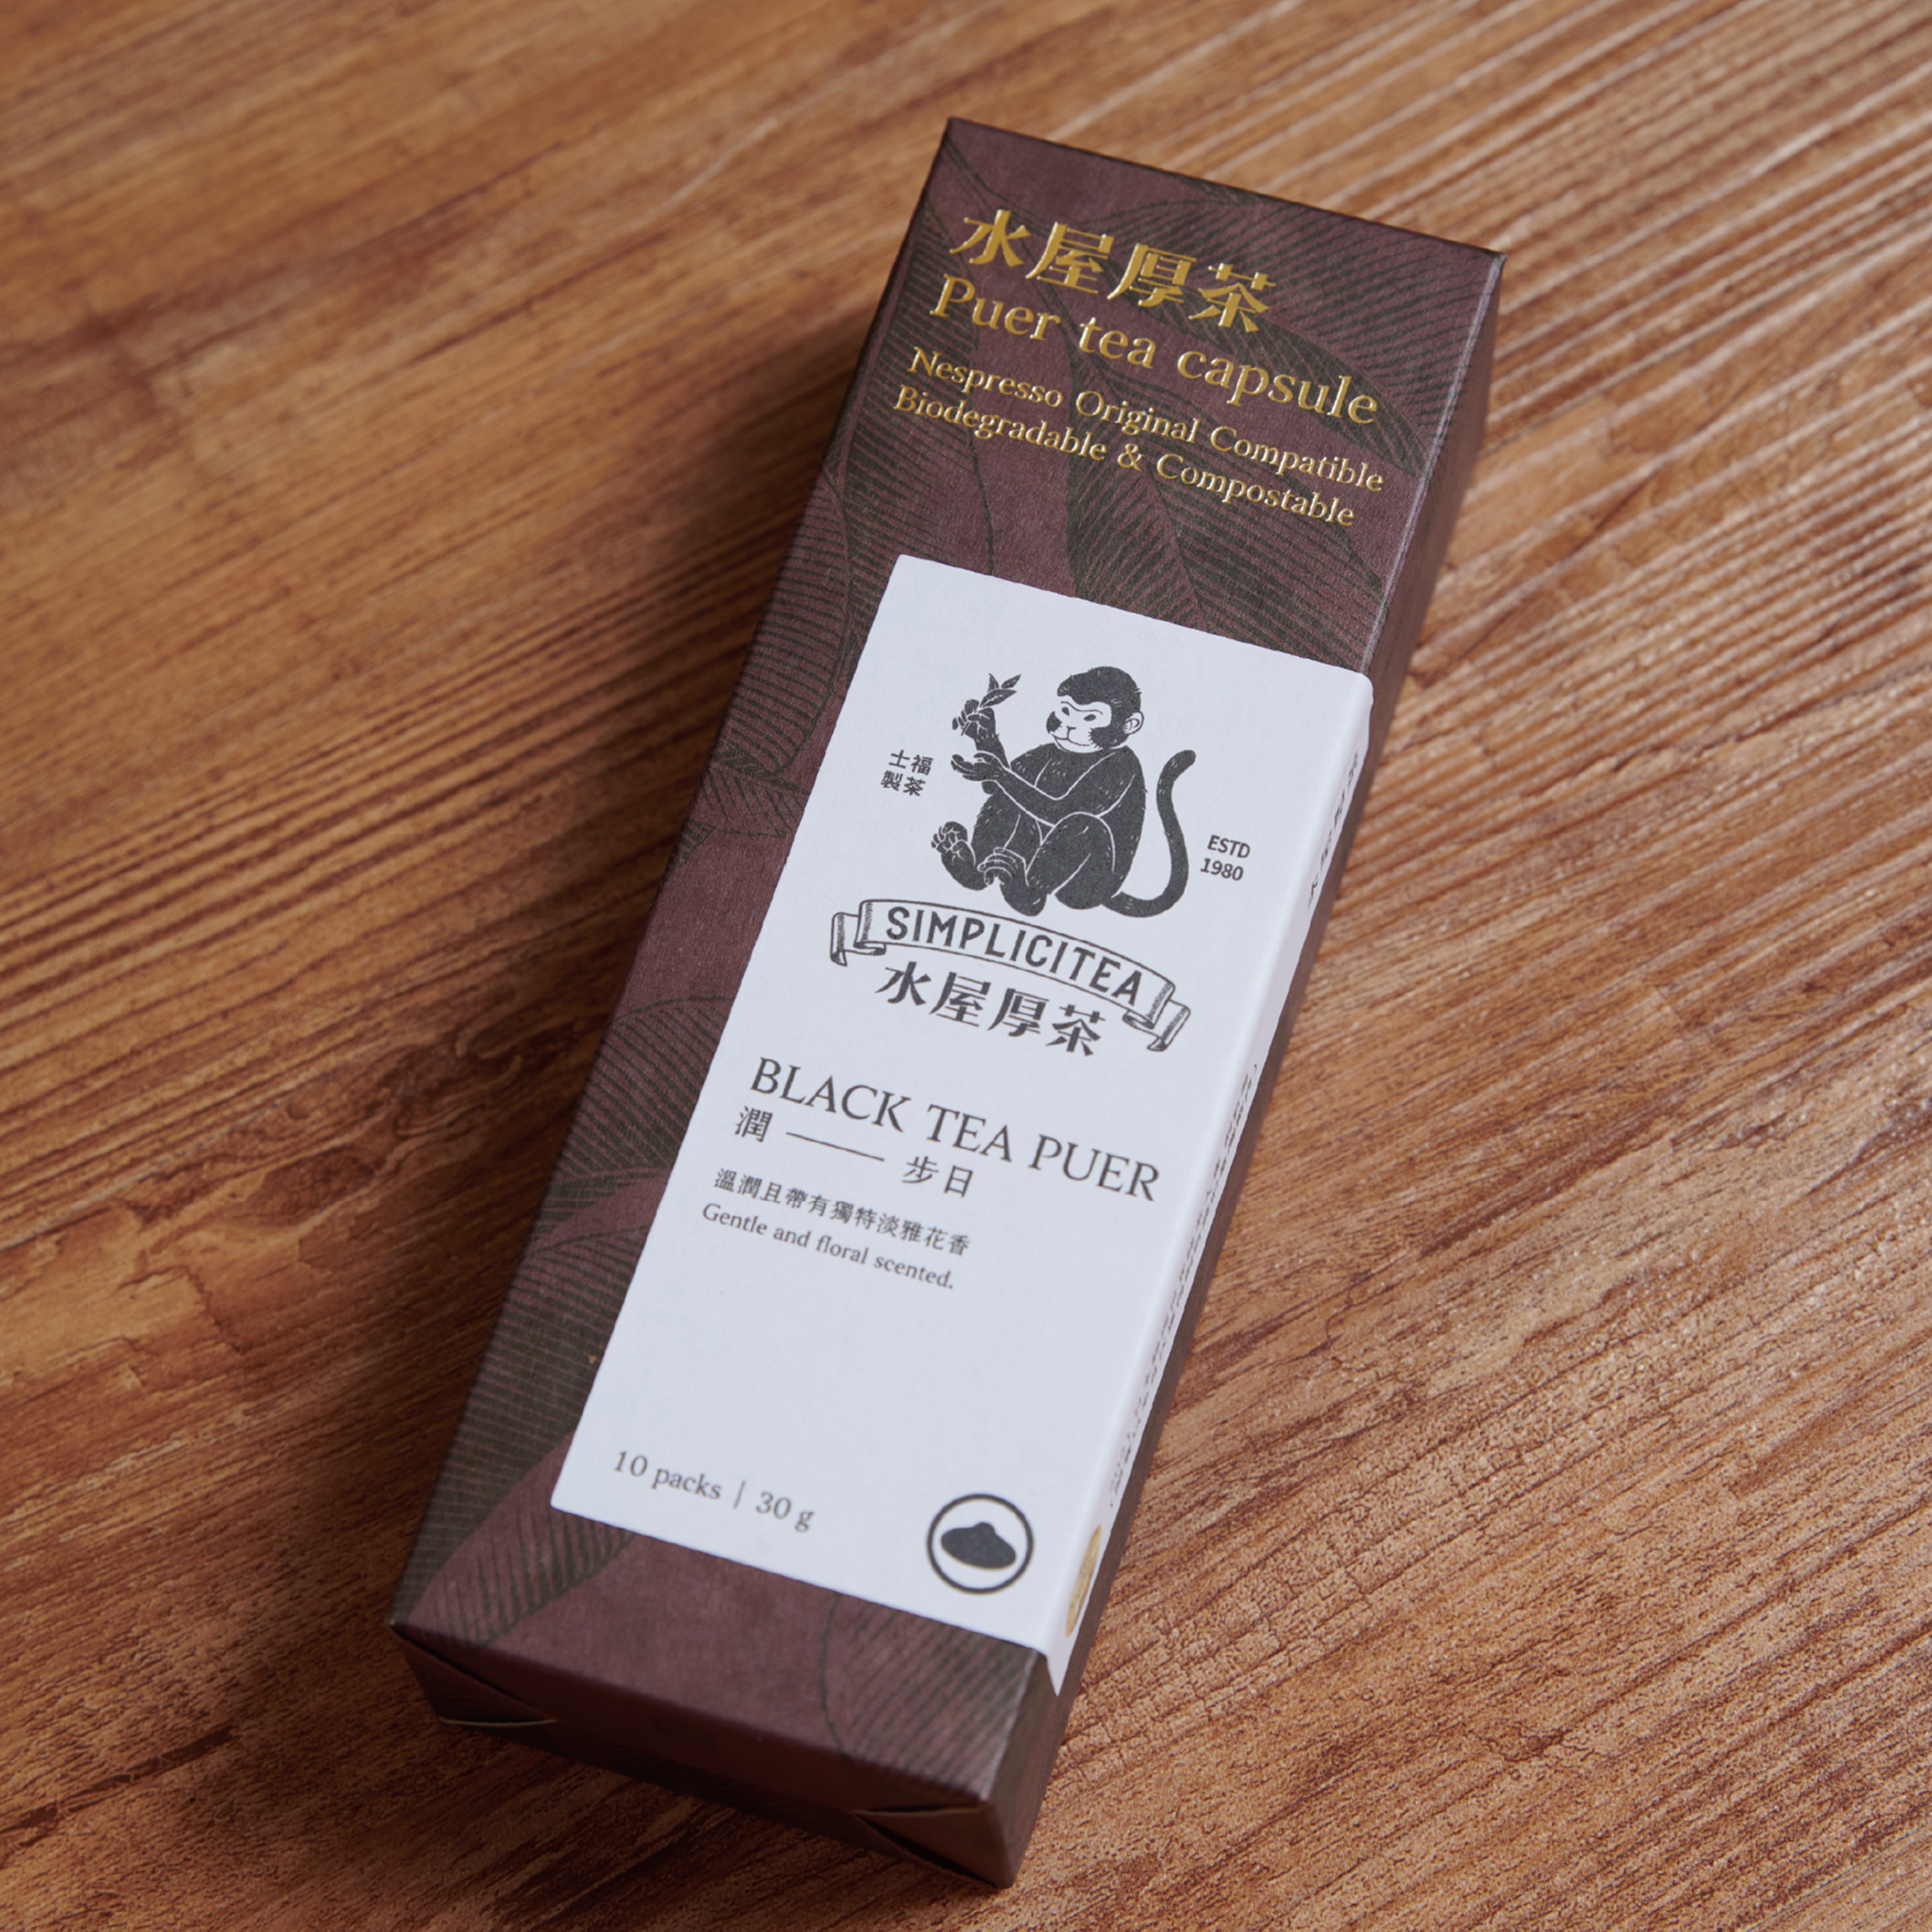 水屋厚茶
Puer tea capsule
Nespresso Original Compatible
Biodegradable & Compostable
士福
製茶
ESTD
1980
SIMPLICITEA
水屋厚茶
BLACK TEA PUER
潤 —— 步日
溫潤且帶有獨特淡雅花香
Gentle and floral scented.
10 packs | 30 g